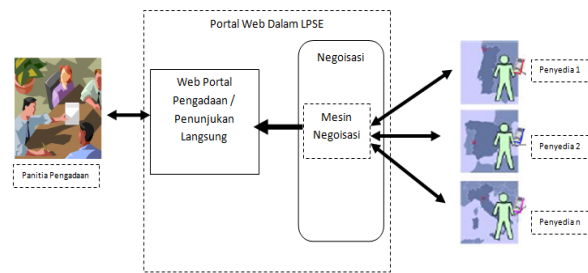 Portal Web Dalam LPSE
Negoisasi
Web Portal
Pengadaan /
Penunjukan
Langsung
Mesin
Negoisasi
Panitia Pengadaan
Penyedia 1
Penyedia 2
Penyedia n